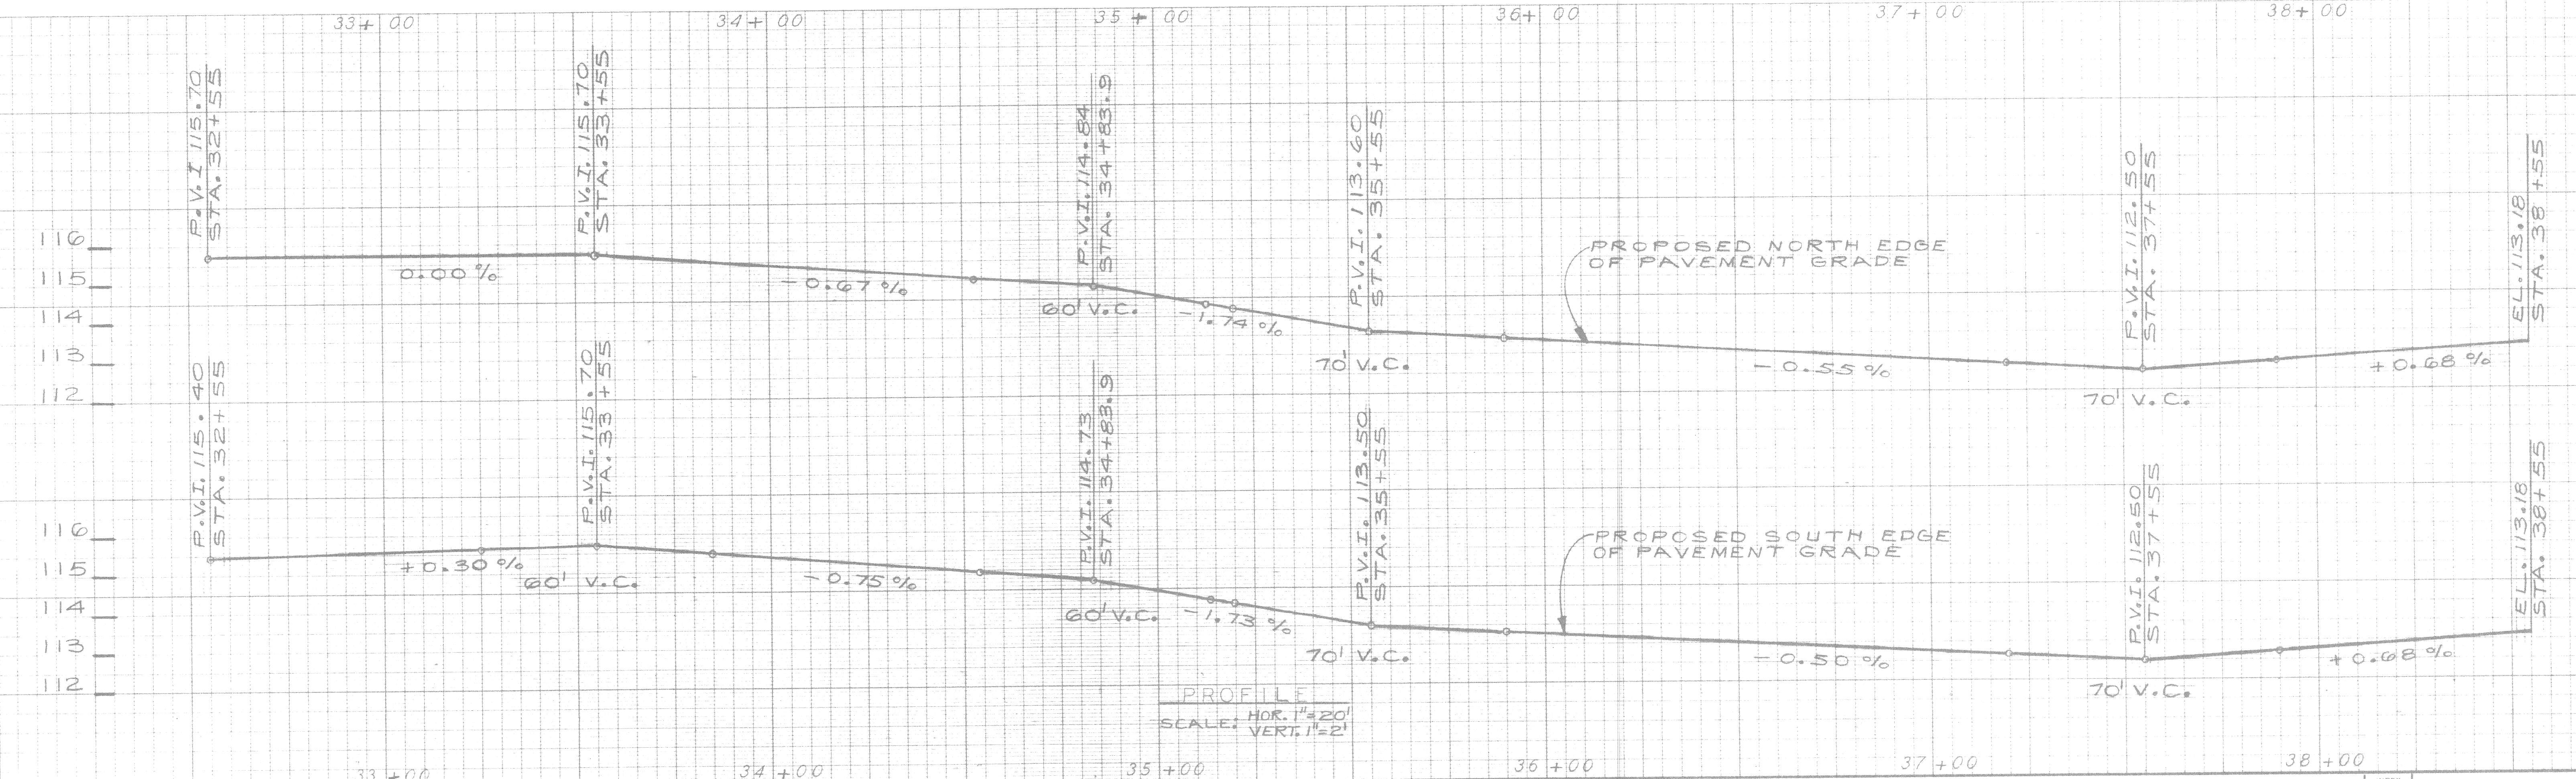 33+00
34+00
35+00
36+00
37+00
38+00
P.V.I 115.70
STA. 32+55
P.V.I. 115.70
STA. 33+55
P.V.I. 114.84
STA. 34+83.9
P.V.I. 113.60
STA. 35+55
P.V.I. 112.50
STA. 37+55
EL. 113.18
STA. 38+55
116
115
114
113
112
0.00%
-0.67%
60' V.C.
-1.74%
70' V.C.
PROPOSED NORTH EDGE
OF PAVEMENT GRADE
-0.55%
70' V.C.
+0.68%
P.V.I. 115.40
STA. 32+55
P.V.I. 115.70
STA. 33+55
P.V.I. 114.73
STA. 34+83.9
P.V.I. 113.50
STA. 35+55
P.V.I. 112.50
STA. 37+55
EL. 113.18
STA. 38+55
116
115
114
113
112
+0.30%
60' V.C.
-0.75%
60' V.C.
-1.73%
70' V.C.
PROPOSED SOUTH EDGE
OF PAVEMENT GRADE
-0.50%
70' V.C.
+0.68%
PROFILE
SCALE: HOR. 1"=20'
VERT. 1"=2'
33+00
34+00
35+00
36+00
37+00
38+00